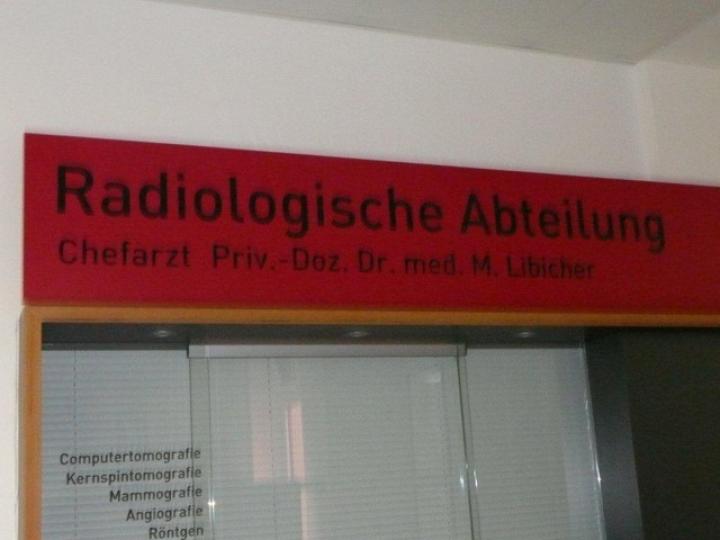 Radiologische Abteilung
Chefarzt Priv.-Doz. Dr. med. M. Libicher
Computertomografie
Kernspintomografie
Mammografie
Angiografie
Röntgen